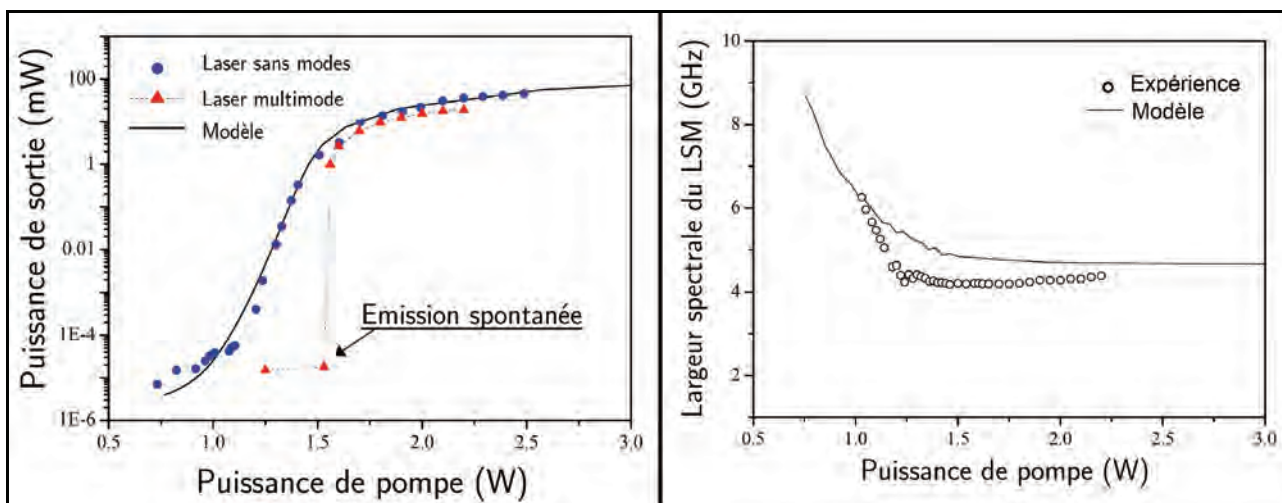 Puissance de sortie (mW)
100
1
0.01
1E-4
1E-6
Laser sans modes
Laser multimode
Modèle
Emission spontanée
0.5 1.0 1.5 2.0 2.5 3.0
Puissance de pompe (W)
Largeur spectrale du LSM (GHz)
10
8
6
4
2
Expérience
Modèle
0.5 1.0 1.5 2.0 2.5 3.0
Puissance de pompe (W)